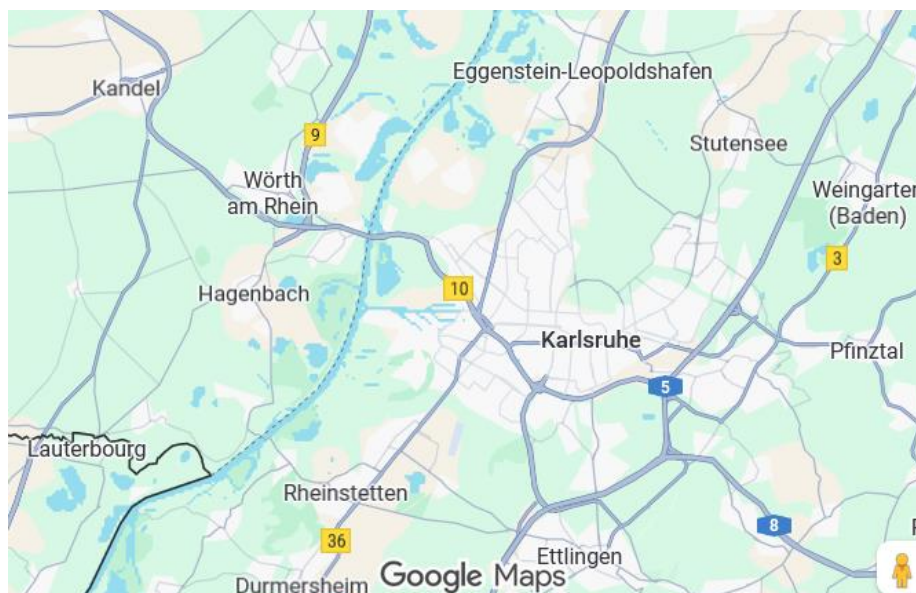 Eggenstein-Leopoldshafen
Kandel
9
Stutensee
Wörth
am Rhein
Weingarten
(Baden)
3
Hagenbach
10
Karlsruhe
Pfinztal
5
Lauterbourg
Rheinstetten
8
36
Ettlingen
Durmersheim
Google Maps